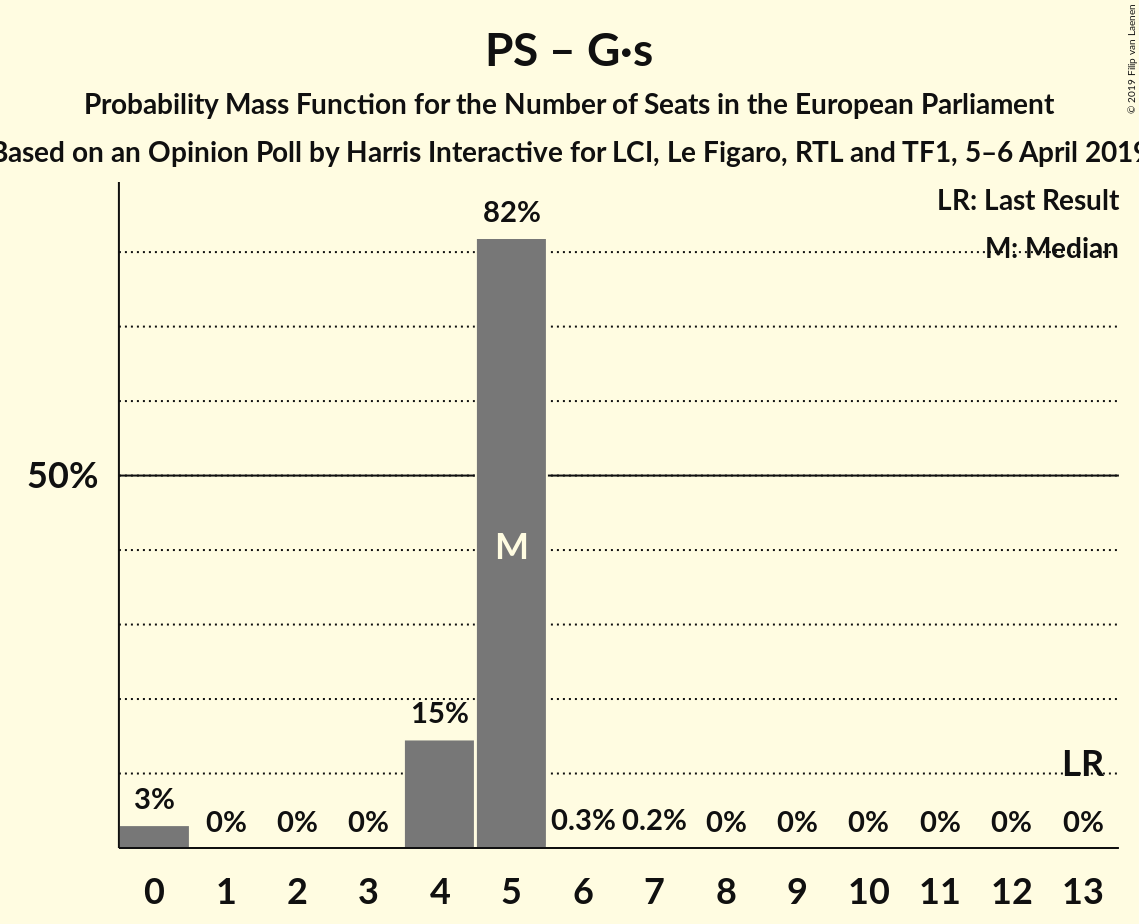 PS – G·s
Probability Mass Function for the Number of Seats in the European Parliament
Based on an Opinion Poll by Harris Interactive for LCI, Le Figaro, RTL and TF1, 5–6 April 2019
© 2019 Filip van Laenen
LR: Last Result
M: Median
82%
50%
M
15%
LR
3%
0% 0% 0% 0.3% 0.2% 0% 0% 0% 0% 0% 0%
0 1 2 3 4 5 6 7 8 9 10 11 12 13